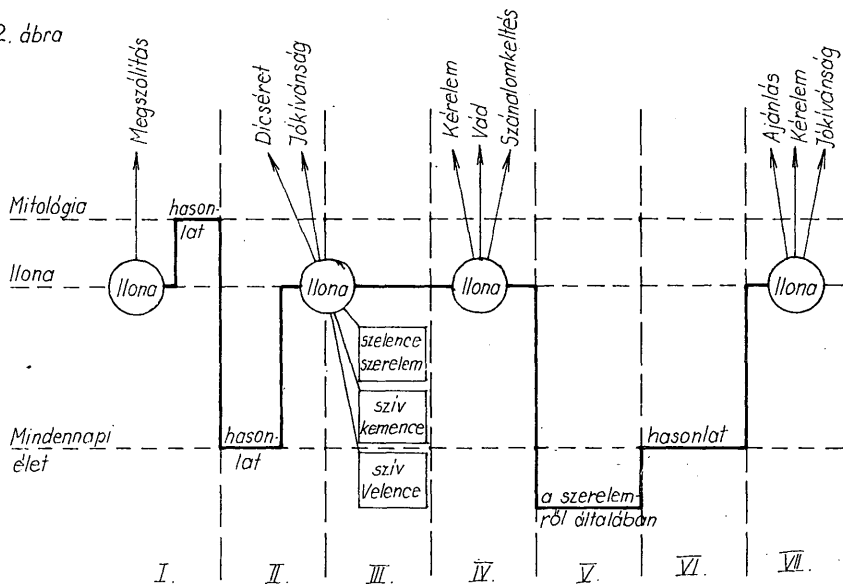 2. ábra
Megszólítás
Dícséret
Jókívánság
Kérelem
Vád
Szánalomkeltés
Ajánlás
Kérelem
Jókívánság
Mitológia
hason-
lat
Ilona
Ilona
Ilona
Ilona
Ilona
szelence
szerelem
szív
kemence
szív
Velence
Mindennapi
élet
hason-
lat
hasonlat
a szerelem-
ről általában
I.
II.
III.
IV.
V.
VI.
VII.